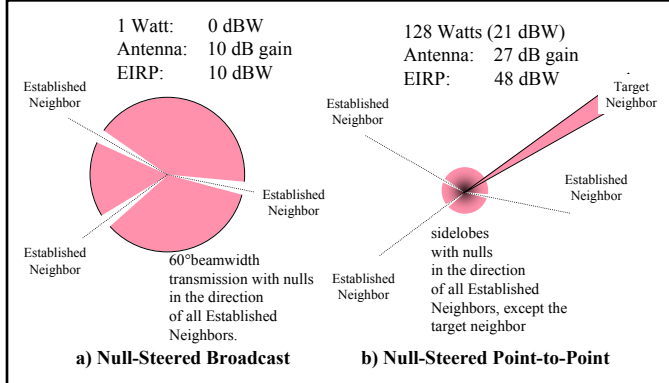 1 Watt: 0 dBW
Antenna: 10 dB gain
EIRP: 10 dBW
Established
Neighbor
Established
Neighbor
Established
Neighbor
60°beamwidth
transmission with nulls
in the direction
of all Established
Neighbors.
a) Null-Steered Broadcast
128 Watts (21 dBW)
Antenna: 27 dB gain
EIRP: 48 dBW
Target
Neighbor
Established
Neighbor
Established
Neighbor
Established
Neighbor
sidelobes
with nulls
in the direction
of all Established
Neighbors, except the
target neighbor
b) Null-Steered Point-to-Point